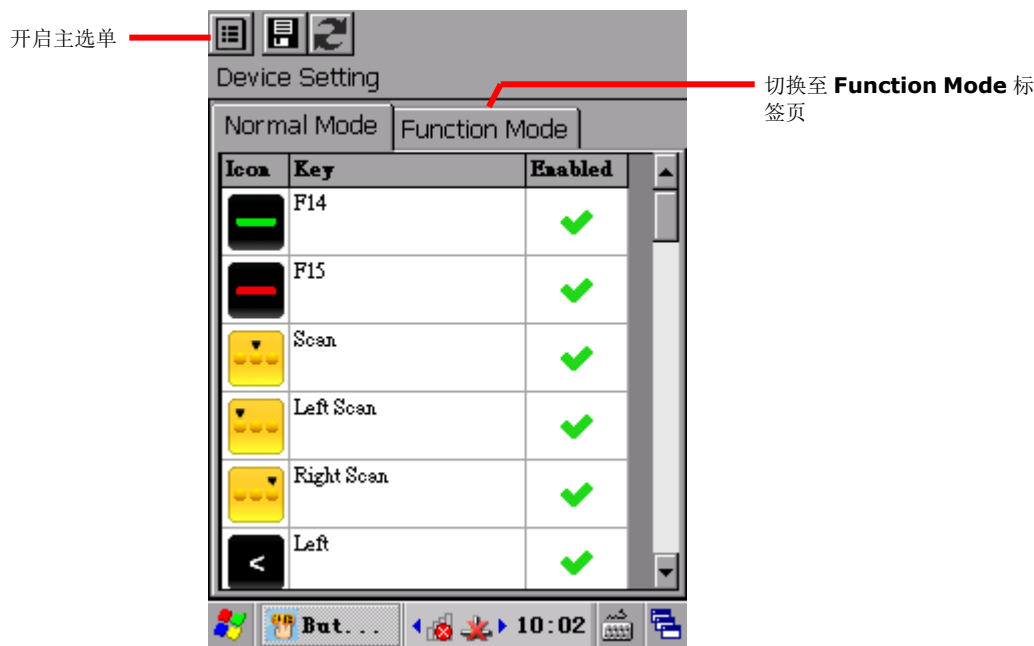 开启主选单
Device Setting
切换至 Function Mode 标
签页
Normal Mode Function Mode
Icon Key Enabled
F14
F15
Scan
Left Scan
Right Scan
Left
<
But... 10:02